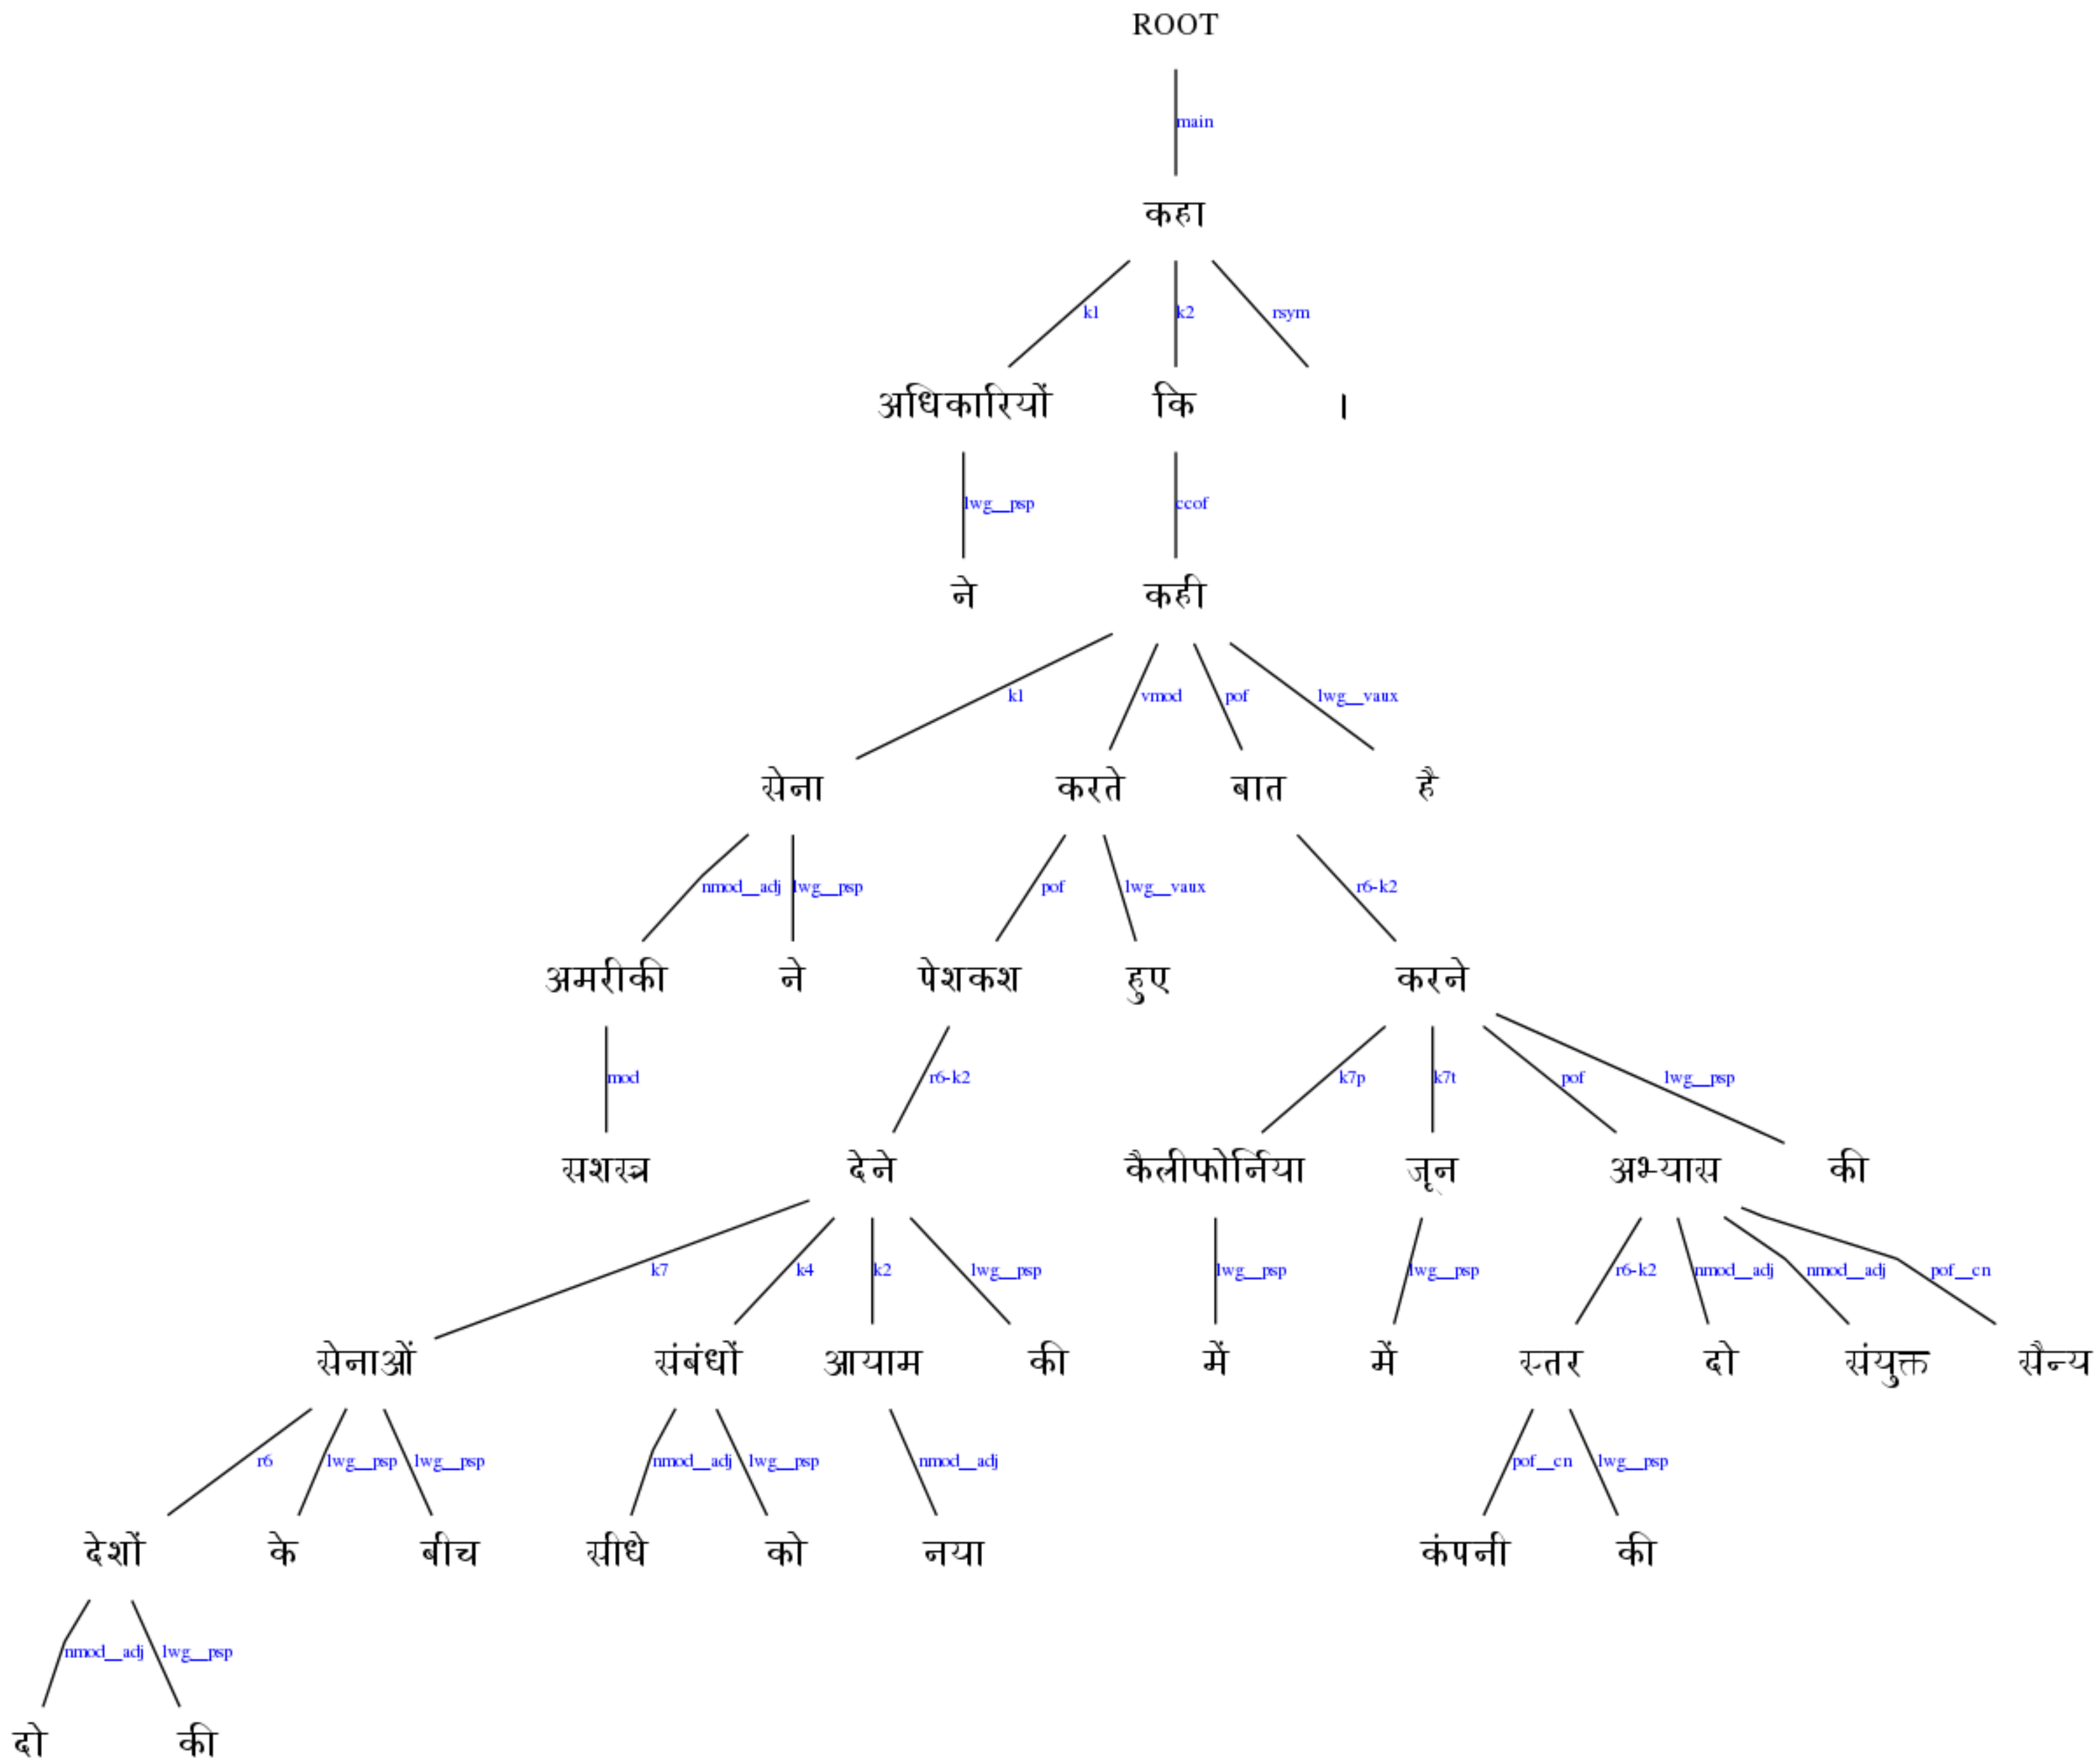 ROOT
main
कहा
k1 k2 rsym
अधिकारियों कि ।
lwg__psp ccof
ने कही
k1 vmod pof lwg__vaux
सेना करते बात है
nmod__adj lwg__psp pof lwg__vaux r6-k2
अमरीकी ने पेशकश हुए करने
mod r6-k2 k7p k7t pof lwg__psp
सशस्त्र देने कैलीफोर्निया जून अभ्यास की
k7 k4 k2 lwg__psp lwg__psp lwg__psp r6-k2 nmod__adj nmod__adj pof__cn
सेनाओं संबंधों आयाम की में में स्तर दो संयुक्त सैन्य
r6 lwg__psp lwg__psp nmod__adj lwg__psp nmod__adj pof__cn lwg__psp
देशों के बीच सीधे को नया कंपनी की
nmod__adj lwg__psp
दो की